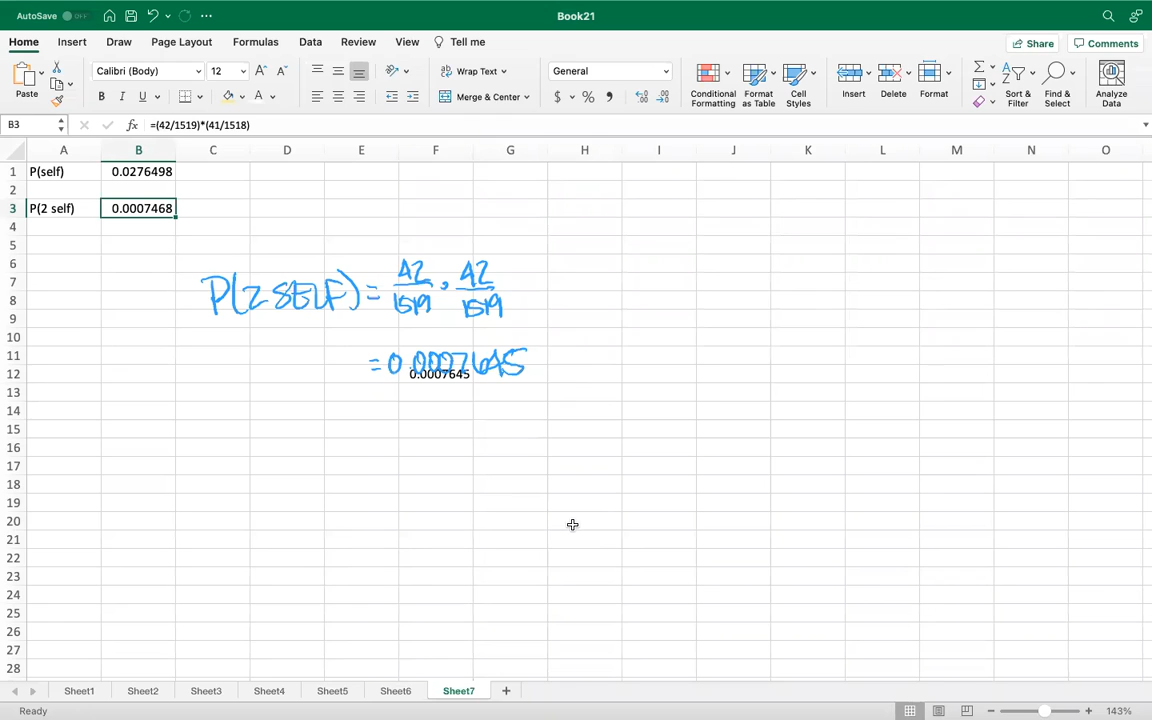 AutoSave OFF
Book21
Home Insert Draw Page Layout Formulas Data Review View Tell me
Share Comments
Paste
Calibri (Body) 12
B I U
Wrap Text
Merge & Center
General
$ % 9
Conditional Formatting
Format as Table
Cell Styles
Insert
Delete
Format
Sort & Filter
Find & Select
Analyze Data
B3 fx =(42/1519)*(41/1518)
A B C D E F G H I J K L M N O
1 P(self) 0.0276498
2
3 P(2 self) 0.0007468
4
5
6
7
8
9
10
11
12
13
14
15
16
17
18
19
20
21
22
23
24
25
26
27
28
P(2 SELF) = 42/1519 · 42/1519
= 0.0007645
0.0007645
Sheet1 Sheet2 Sheet3 Sheet4 Sheet5 Sheet6 Sheet7 +
Ready
143%